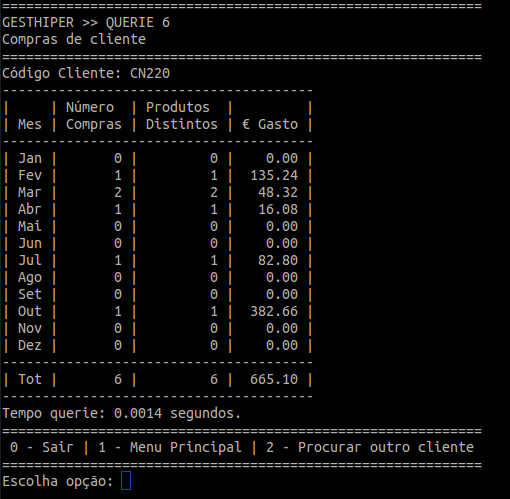 ============================================================
GESTHIPER >> QUERIE 6
Compras de cliente
============================================================
Código Cliente: CN220
---------------------------------------
|     | Número  | Produtos  |         |
| Mes | Compras | Distintos | € Gasto |
---------------------------------------
| Jan |       0 |         0 |    0.00 |
| Fev |       1 |         1 |  135.24 |
| Mar |       2 |         2 |   48.32 |
| Abr |       1 |         1 |   16.08 |
| Mai |       0 |         0 |    0.00 |
| Jun |       0 |         0 |    0.00 |
| Jul |       1 |         1 |   82.80 |
| Ago |       0 |         0 |    0.00 |
| Set |       0 |         0 |    0.00 |
| Out |       1 |         1 |  382.66 |
| Nov |       0 |         0 |    0.00 |
| Dez |       0 |         0 |    0.00 |
---------------------------------------
| Tot |       6 |         6 |  665.10 |
---------------------------------------
Tempo querie: 0.0014 segundos.
============================================================
 0 - Sair | 1 - Menu Principal | 2 - Procurar outro cliente
============================================================
Escolha opção: